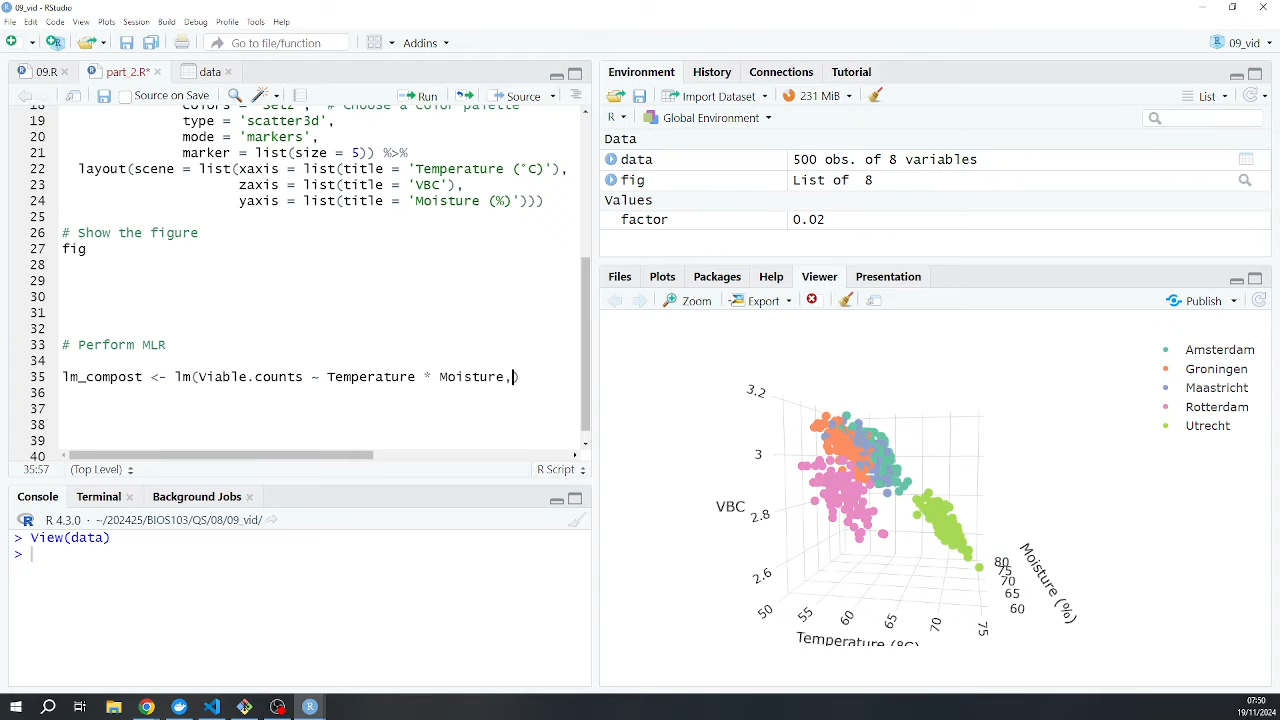 09_vid - RStudio
File Edit Code View Plots Session Build Debug Profile Tools Help
Go to file/function Addins 09_vid
09.R part_2.R* data
Source on Save Run Source
19 type = 'scatter3d',
20 mode = 'markers',
21 marker = list(size = 5)) %>%
22 layout(scene = list(xaxis = list(title = 'Temperature (°C)'),
23 zaxis = list(title = 'VBC'),
24 yaxis = list(title = 'Moisture (%)')))
25
26 # Show the figure
27 fig
28
29
30
31
32
33 # Perform MLR
34
35 lm_compost <- lm(Viable.counts ~ Temperature * Moisture,)
36
37
38
39
40
35:57 (Top Level) R Script
Console Terminal Background Jobs
R 4.3.0 · ~/202425/BIOS103/QS/08/09_vid/
> View(data)
>
Environment History Connections Tutorial
Import Dataset 231 MiB List
R Global Environment
Data
data 500 obs. of 8 variables
fig List of 8
Values
factor 0.02
Files Plots Packages Help Viewer Presentation
Zoom Export Publish
Amsterdam
Groningen
Maastricht
Rotterdam
Utrecht
3.2
3
2.8
2.6
VBC
50 55 60 65 70 75
Temperature (°C)
80
75
70
65
60
Moisture (%)
07:50
19/11/2024